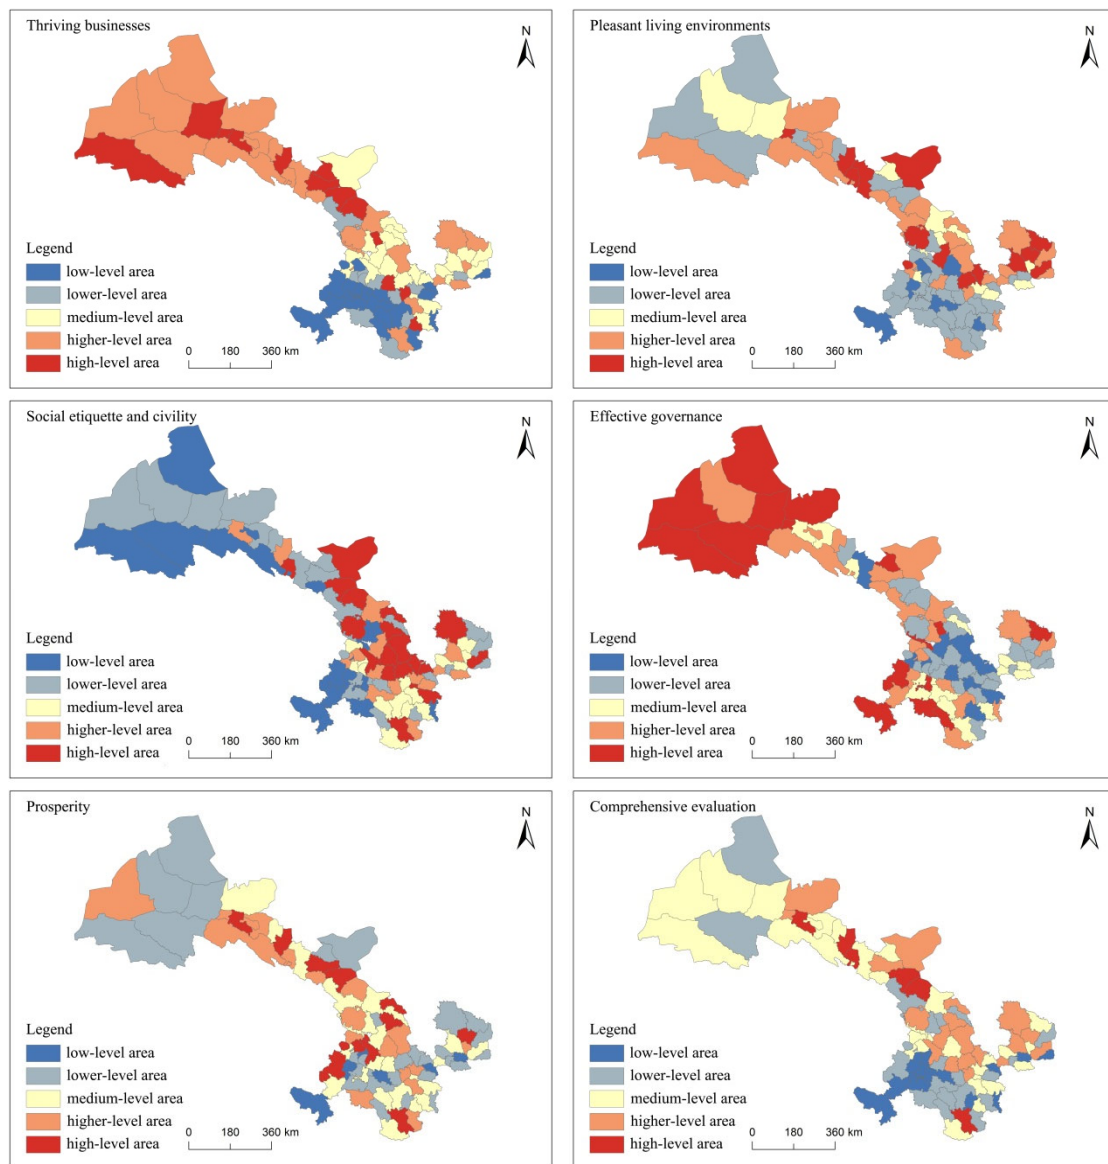 Thriving businesses
N
Legend
low-level area
lower-level area
medium-level area
higher-level area
high-level area
0 180 360 km
Pleasant living environments
N
Legend
low-level area
lower-level area
medium-level area
higher-level area
high-level area
0 180 360 km
Social etiquette and civility
N
Legend
low-level area
lower-level area
medium-level area
higher-level area
high-level area
0 180 360 km
Effective governance
N
Legend
low-level area
lower-level area
medium-level area
higher-level area
high-level area
0 180 360 km
Prosperity
N
Legend
low-level area
lower-level area
medium-level area
higher-level area
high-level area
0 180 360 km
Comprehensive evaluation
N
Legend
low-level area
lower-level area
medium-level area
higher-level area
high-level area
0 180 360 km